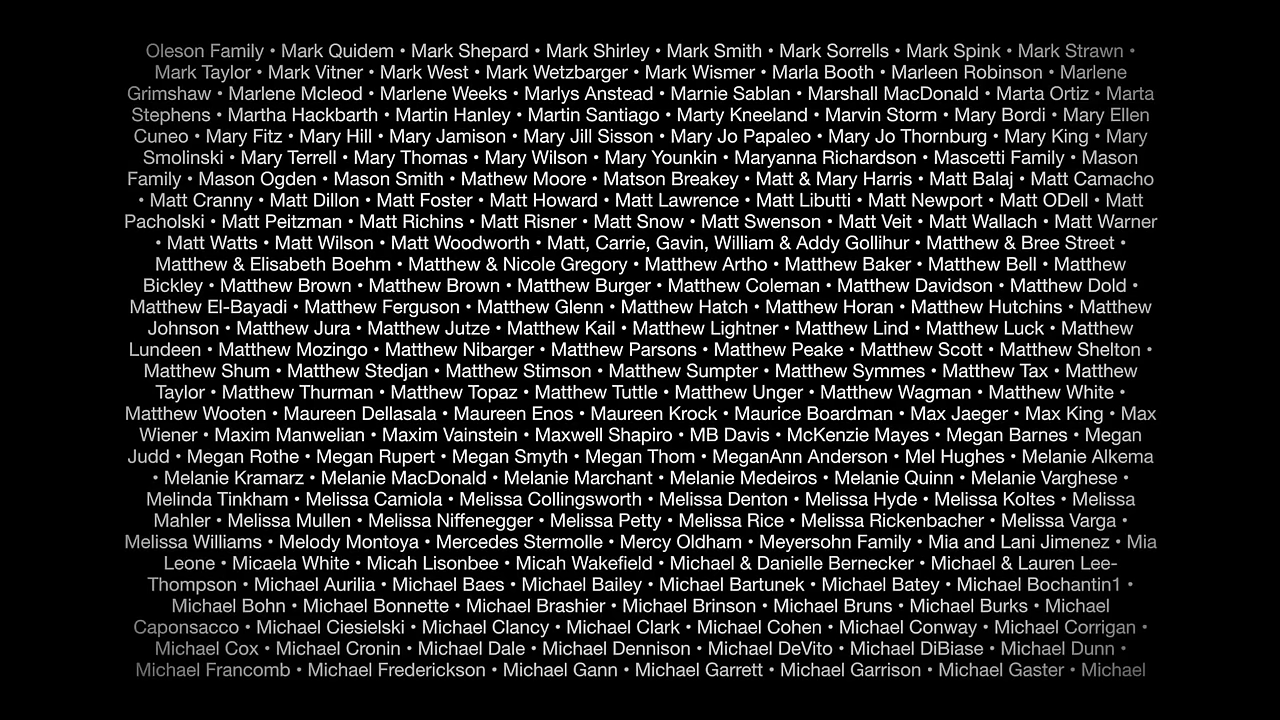 Oleson Family • Mark Quidem • Mark Shepard • Mark Shirley • Mark Smith • Mark Sorrells • Mark Spink • Mark Strawn •
Mark Taylor • Mark Vitner • Mark West • Mark Wetzbarger • Mark Wismer • Marla Booth • Marleen Robinson • Marlene
Grimshaw • Marlene Mcleod • Marlene Weeks • Marlys Anstead • Marnie Sablan • Marshall MacDonald • Marta Ortiz • Marta
Stephens • Martha Hackbarth • Martin Hanley • Martin Santiago • Marty Kneeland • Marvin Storm • Mary Bordi • Mary Ellen
Cuneo • Mary Fitz • Mary Hill • Mary Jamison • Mary Jill Sisson • Mary Jo Papaleo • Mary Jo Thornburg • Mary King • Mary
Smolinski • Mary Terrell • Mary Thomas • Mary Wilson • Mary Younkin • Maryanna Richardson • Mascetti Family • Mason
Family • Mason Ogden • Mason Smith • Mathew Moore • Matson Breakey • Matt & Mary Harris • Matt Balaj • Matt Camacho
• Matt Cranny • Matt Dillon • Matt Foster • Matt Howard • Matt Lawrence • Matt Libutti • Matt Newport • Matt ODell • Matt
Pacholski • Matt Peitzman • Matt Richins • Matt Risner • Matt Snow • Matt Swenson • Matt Veit • Matt Wallach • Matt Warner
• Matt Watts • Matt Wilson • Matt Woodworth • Matt, Carrie, Gavin, William & Addy Gollihur • Matthew & Bree Street •
Matthew & Elisabeth Boehm • Matthew & Nicole Gregory • Matthew Artho • Matthew Baker • Matthew Bell • Matthew
Bickley • Matthew Brown • Matthew Brown • Matthew Burger • Matthew Coleman • Matthew Davidson • Matthew Dold •
Matthew El-Bayadi • Matthew Ferguson • Matthew Glenn • Matthew Hatch • Matthew Horan • Matthew Hutchins • Matthew
Johnson • Matthew Jura • Matthew Jutze • Matthew Kail • Matthew Lightner • Matthew Lind • Matthew Luck • Matthew
Lundeen • Matthew Mozingo • Matthew Nibarger • Matthew Parsons • Matthew Peake • Matthew Scott • Matthew Shelton •
Matthew Shum • Matthew Stedjan • Matthew Stimson • Matthew Sumpter • Matthew Symmes • Matthew Tax • Matthew
Taylor • Matthew Thurman • Matthew Topaz • Matthew Tuttle • Matthew Unger • Matthew Wagman • Matthew White •
Matthew Wooten • Maureen Dellasala • Maureen Enos • Maureen Krock • Maurice Boardman • Max Jaeger • Max King • Max
Wiener • Maxim Manwelian • Maxim Vainstein • Maxwell Shapiro • MB Davis • McKenzie Mayes • Megan Barnes • Megan
Judd • Megan Rothe • Megan Rupert • Megan Smyth • Megan Thom • MeganAnn Anderson • Mel Hughes • Melanie Alkema
• Melanie Kramarz • Melanie MacDonald • Melanie Marchant • Melanie Medeiros • Melanie Quinn • Melanie Varghese •
Melinda Tinkham • Melissa Camiola • Melissa Collingsworth • Melissa Denton • Melissa Hyde • Melissa Koltes • Melissa
Mahler • Melissa Mullen • Melissa Niffenegger • Melissa Petty • Melissa Rice • Melissa Rickenbacher • Melissa Varga •
Melissa Williams • Melody Montoya • Mercedes Stermolle • Mercy Oldham • Meyersohn Family • Mia and Lani Jimenez • Mia
Leone • Micaela White • Micah Lisonbee • Micah Wakefield • Michael & Danielle Bernecker • Michael & Lauren Lee-
Thompson • Michael Aurilia • Michael Baes • Michael Bailey • Michael Bartunek • Michael Batey • Michael Bochantin1 •
Michael Bohn • Michael Bonnette • Michael Brashier • Michael Brinson • Michael Bruns • Michael Burks • Michael
Caponsacco • Michael Ciesielski • Michael Clancy • Michael Clark • Michael Cohen • Michael Conway • Michael Corrigan •
Michael Cox • Michael Cronin • Michael Dale • Michael Dennison • Michael DeVito • Michael DiBiase • Michael Dunn •
Michael Francomb • Michael Frederickson • Michael Gann • Michael Garrett • Michael Garrison • Michael Gaster • Michael